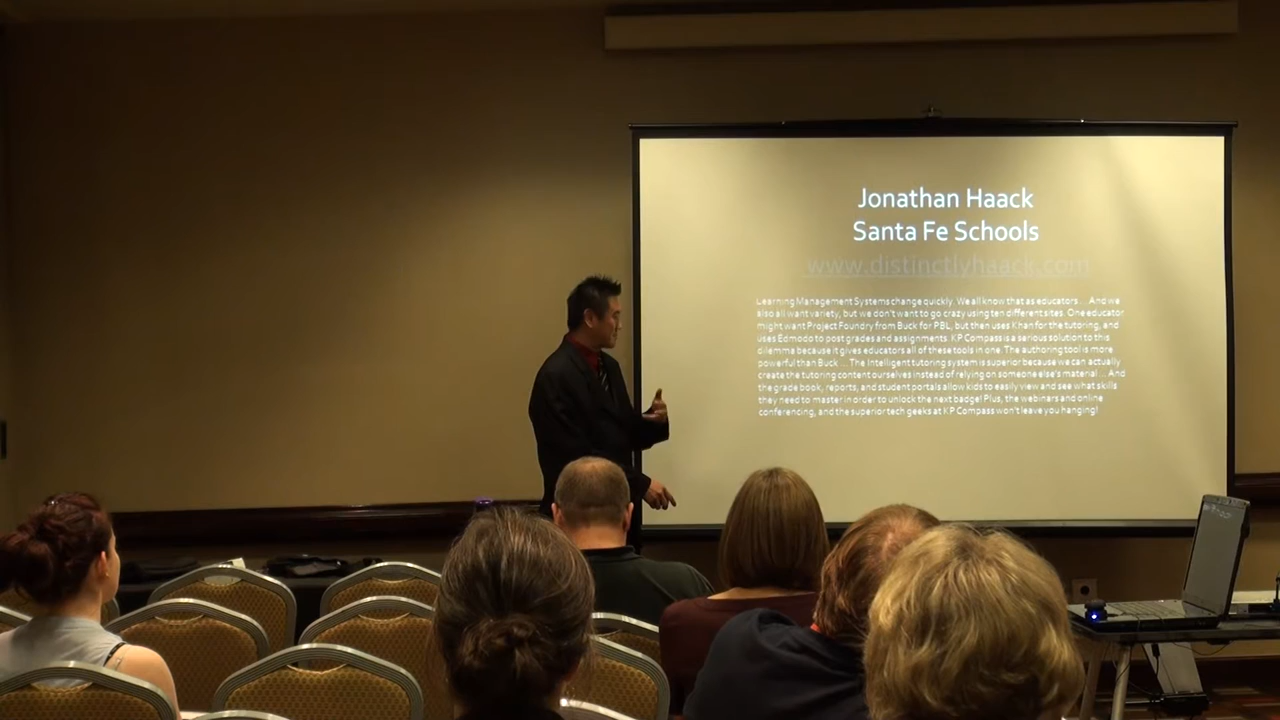 Jonathan Haack
Santa Fe Schools
www.distinctlyhaack.com
Learning Management Systems change quickly. We all know that as educators ... And we
also all want variety, but we don't want to go crazy using ten different sites. One educator
might want Project Foundry from Buck for PBL, but then uses Khan for the tutoring, and
uses Edmodo to post grades and assignments. KP Compass is a serious solution to this
dilemma because it gives educators all of these tools in one. The authoring tool is more
powerful than Buck ... The Intelligent tutoring system is superior because we can actually
create the tutoring content ourselves instead of relying on someone else's material ... And
the grade book, reports, and student portals allow kids to easily view and see what skills
they need to master in order to unlock the next badge! Plus, the webinars and online
conferencing, and the superior tech geeks at KP Compass won't leave you hanging!